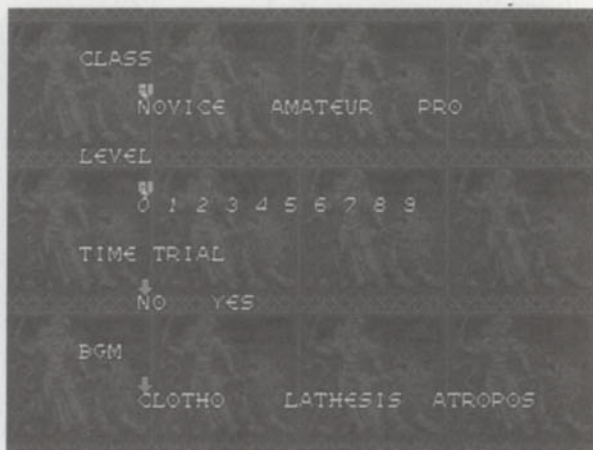 CLASS
NOVICE AMATEUR PRO
LEVEL
0 1 2 3 4 5 6 7 8 9
TIME TRIAL
NO YES
BGM
CLOTHO LATHESIS ATROPOS